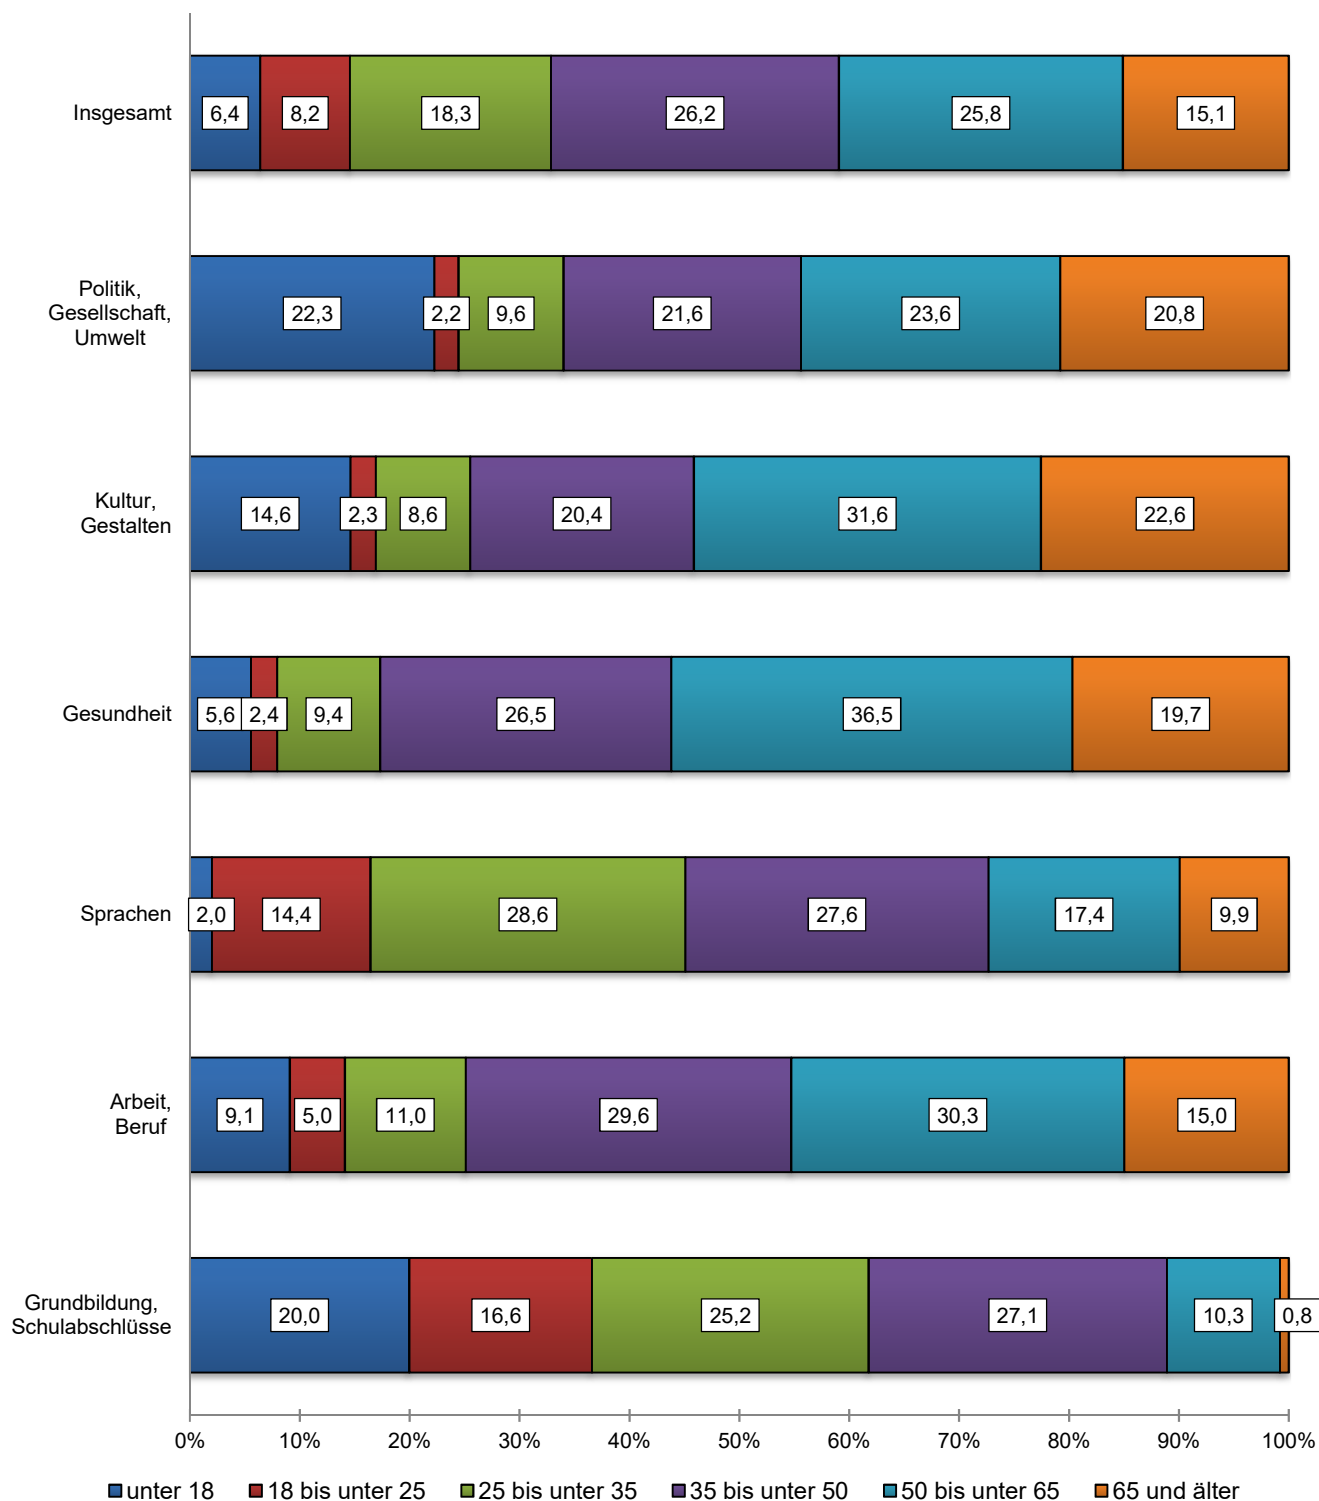 Insgesamt
6,4 8,2 18,3 26,2 25,8 15,1
Politik,
Gesellschaft,
Umwelt
22,3 2,2 9,6 21,6 23,6 20,8
Kultur,
Gestalten
14,6 2,3 8,6 20,4 31,6 22,6
Gesundheit
5,6 2,4 9,4 26,5 36,5 19,7
Sprachen
2,0 14,4 28,6 27,6 17,4 9,9
Arbeit,
Beruf
9,1 5,0 11,0 29,6 30,3 15,0
Grundbildung,
Schulabschlüsse
20,0 16,6 25,2 27,1 10,3 0,8
0% 10% 20% 30% 40% 50% 60% 70% 80% 90% 100%
unter 18 18 bis unter 25 25 bis unter 35 35 bis unter 50 50 bis unter 65 65 und älter